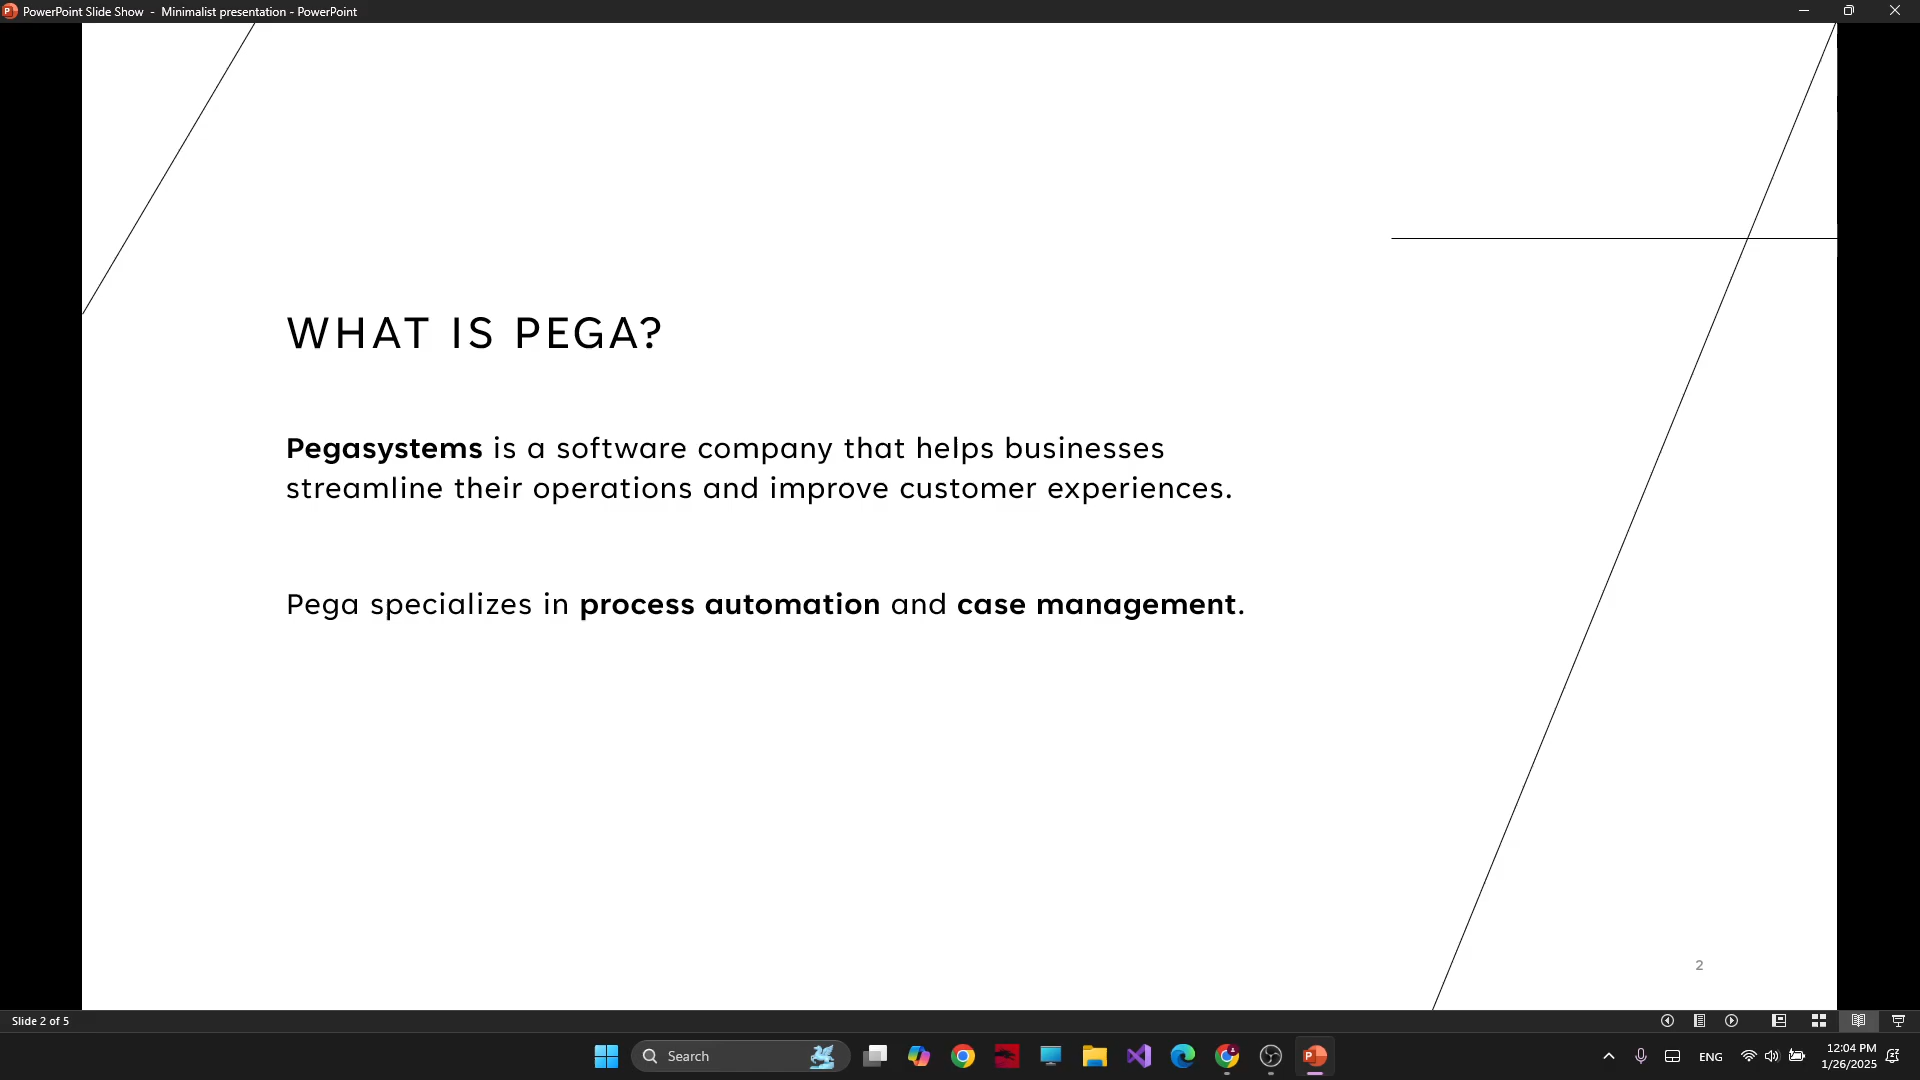 PowerPoint Slide Show - Minimalist presentation - PowerPoint
WHAT IS PEGA?
Pegasystems is a software company that helps businesses
streamline their operations and improve customer experiences.
Pega specializes in process automation and case management.
2
Slide 2 of 5
Search
ENG
12:04 PM
1/26/2025